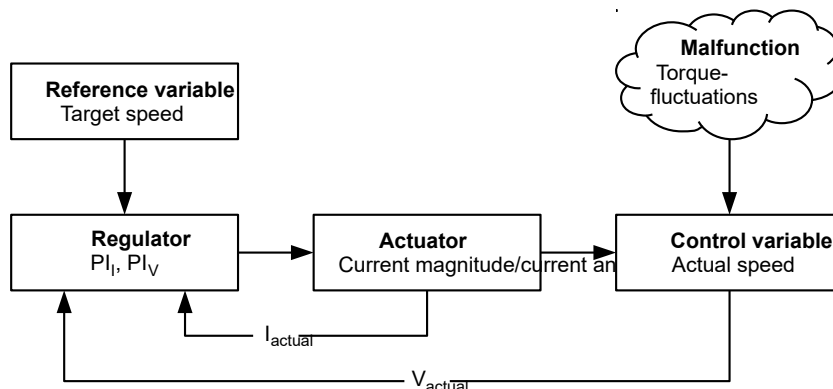 Malfunction
Torque-
fluctuations
Reference variable
Target speed
Regulator
PI_I, PI_V
Actuator
Current magnitude/current an
Control variable
Actual speed
I_actual
V_actual